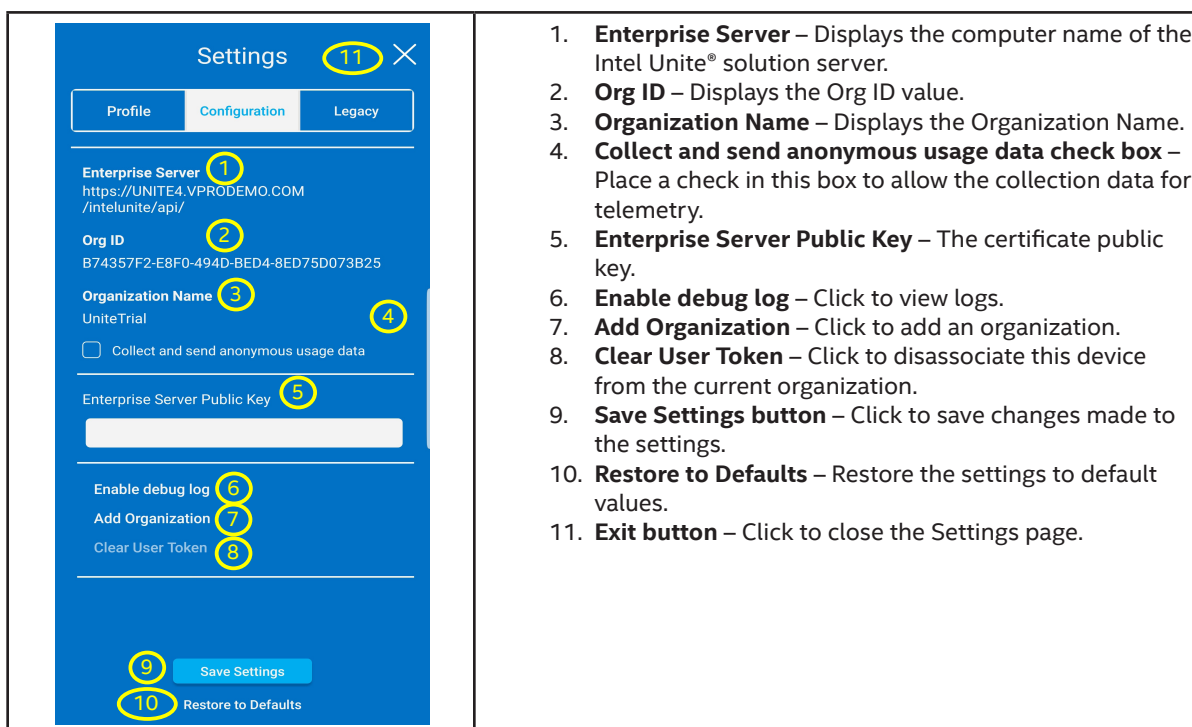 Settings 11
Profile Configuration Legacy
Enterprise Server 1
https://UNITE4.VPRODEMO.COM
/intelunite/api/
Org ID 2
B74357F2-E8F0-494D-BED4-8ED75D073B25
Organization Name 3
UniteTrial 4
Collect and send anonymous usage data
Enterprise Server Public Key 5
Enable debug log 6
Add Organization 7
Clear User Token 8
9 Save Settings
10 Restore to Defaults
1. Enterprise Server – Displays the computer name of the
Intel Unite® solution server.
2. Org ID – Displays the Org ID value.
3. Organization Name – Displays the Organization Name.
4. Collect and send anonymous usage data check box –
Place a check in this box to allow the collection data for
telemetry.
5. Enterprise Server Public Key – The certificate public
key.
6. Enable debug log – Click to view logs.
7. Add Organization – Click to add an organization.
8. Clear User Token – Click to disassociate this device
from the current organization.
9. Save Settings button – Click to save changes made to
the settings.
10. Restore to Defaults – Restore the settings to default
values.
11. Exit button – Click to close the Settings page.